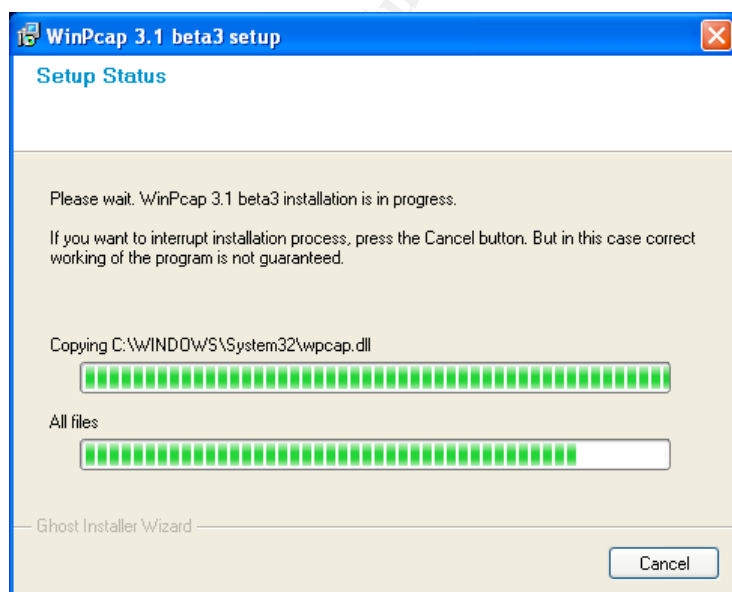 WinPcap 3.1 beta3 setup
Setup Status
Please wait. WinPcap 3.1 beta3 installation is in progress.
If you want to interrupt installation process, press the Cancel button. But in this case correct
working of the program is not guaranteed.
Copying C:\WINDOWS\System32\wpcap.dll
All files
Ghost Installer Wizard
Cancel